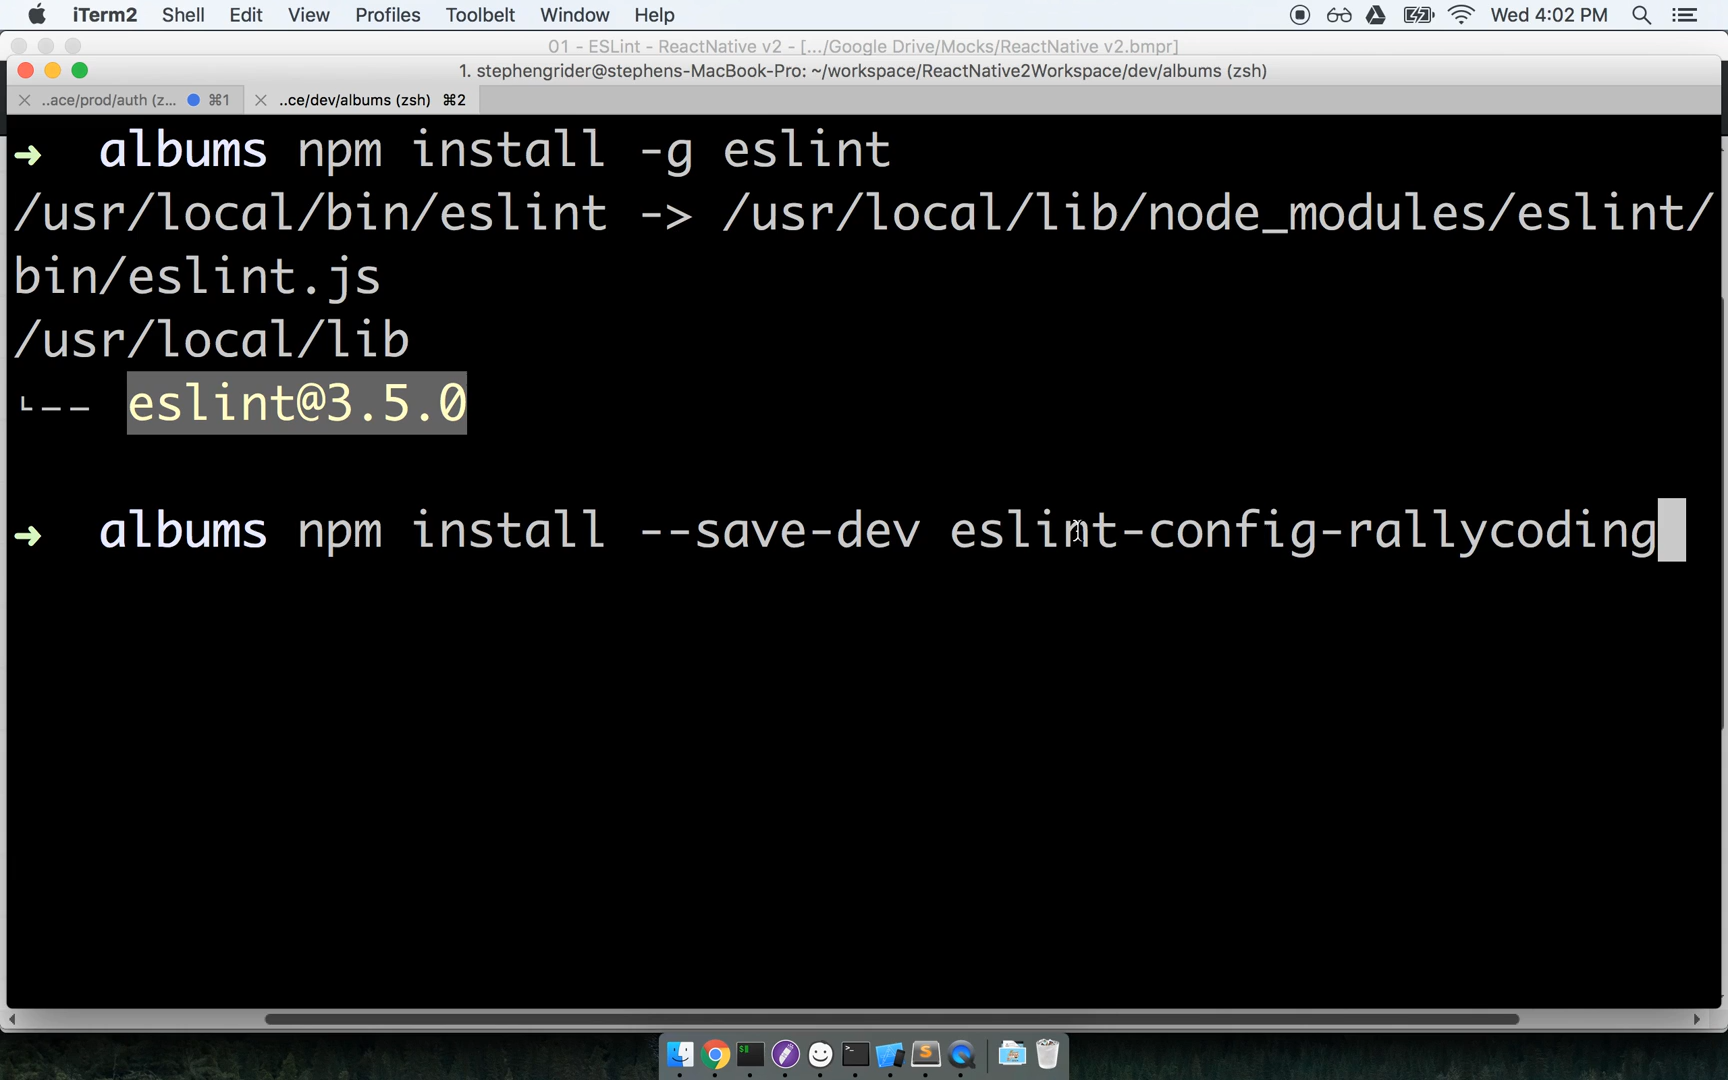 iTerm2 Shell Edit View Profiles Toolbelt Window Help Wed 4:02 PM
01 - ESLint - ReactNative v2 - [.../Google Drive/Mocks/ReactNative v2.bmpr]
1. stephengrider@stephens-MacBook-Pro: ~/workspace/ReactNative2Workspace/dev/albums (zsh)
..ace/prod/auth (z... ⌘1 ..ce/dev/albums (zsh) ⌘2
➜ albums npm install -g eslint
/usr/local/bin/eslint -> /usr/local/lib/node_modules/eslint/
bin/eslint.js
/usr/local/lib
└-- eslint@3.5.0
➜ albums npm install --save-dev eslint-config-rallycoding